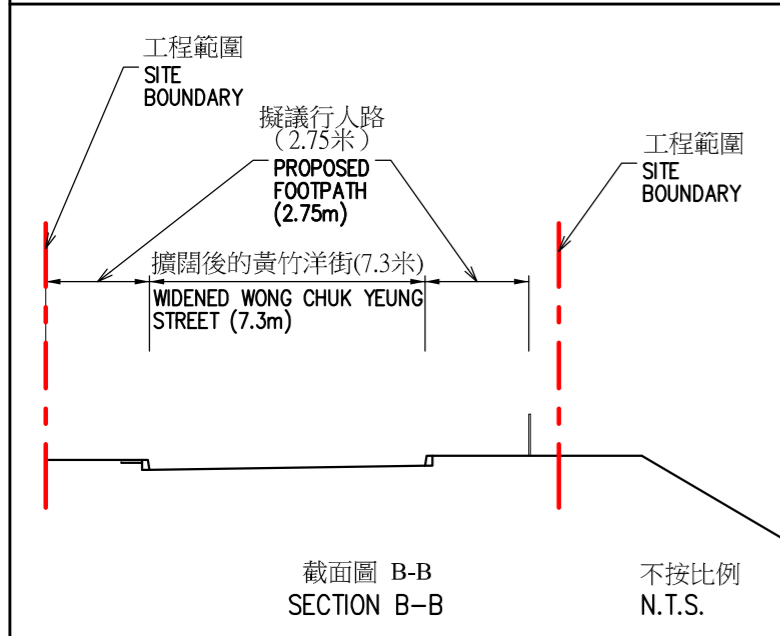 工程範圍
SITE
BOUNDARY
擬議行人路
（2.75米）
PROPOSED
FOOTPATH
(2.75m)
工程範圍
SITE
BOUNDARY
擴闊後的黃竹洋街(7.3米)
WIDENED WONG CHUK YEUNG
STREET (7.3m)
截面圖 B-B
SECTION B-B
不按比例
N.T.S.